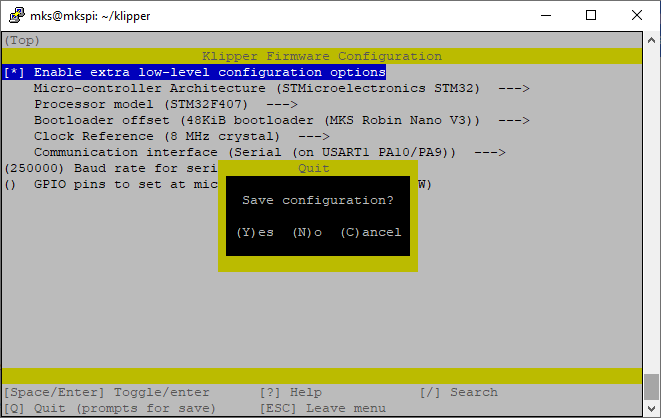 mks@mkspi: ~/klipper
(Top)
Klipper Firmware Configuration
[*] Enable extra low-level configuration options
Micro-controller Architecture (STMicroelectronics STM32) --->
Processor model (STM32F407) --->
Bootloader offset (48KiB bootloader (MKS Robin Nano V3)) --->
Clock Reference (8 MHz crystal) --->
Communication interface (Serial (on USART1 PA10/PA9)) --->
(250000) Baud rate for seri
() GPIO pins to set at mic W)
Quit
Save configuration?
(Y)es (N)o (C)ancel
[Space/Enter] Toggle/enter [?] Help [/] Search
[Q] Quit (prompts for save) [ESC] Leave menu